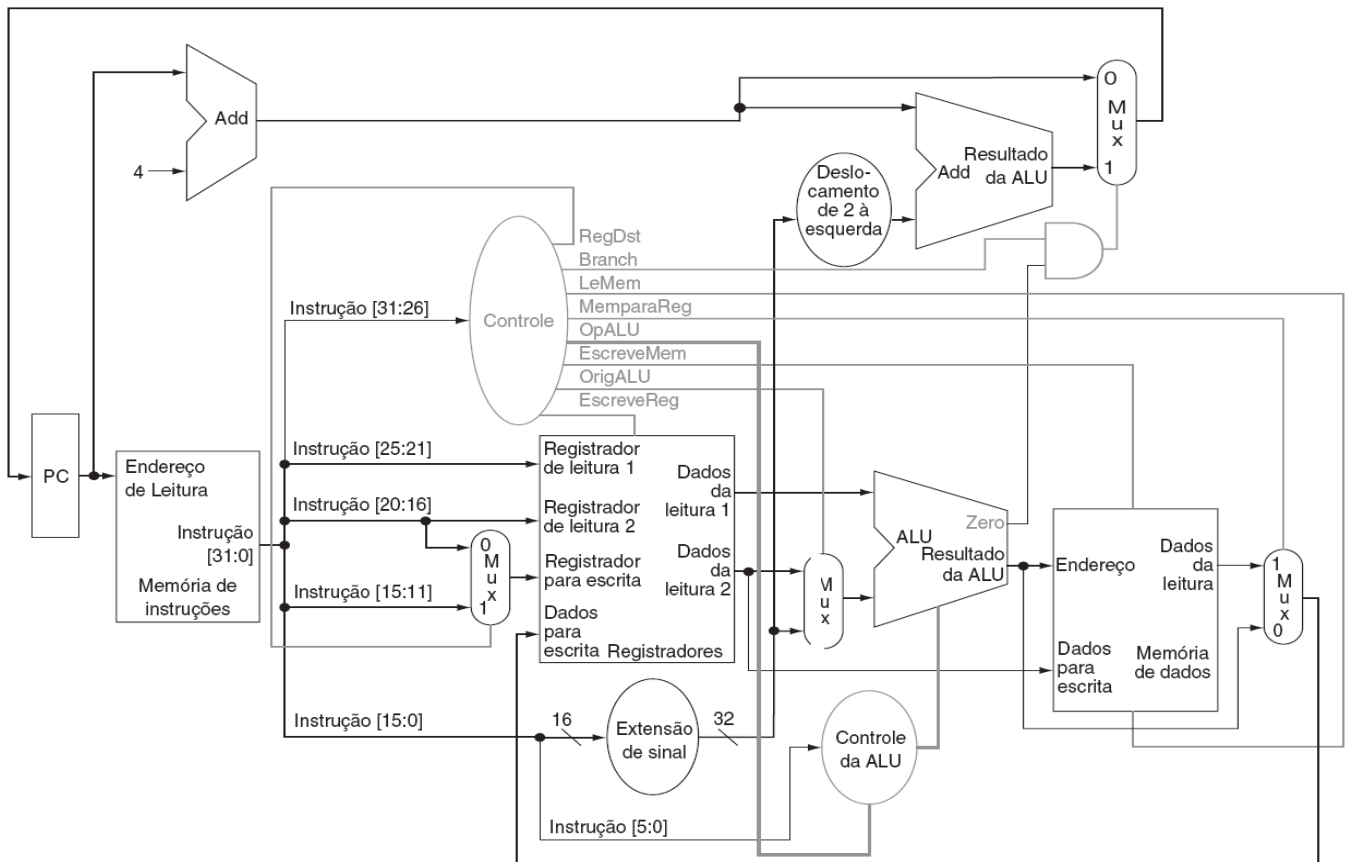 Add
4
0
M
u
x
1
Add
Resultado
da ALU
Deslo-
camento
de 2 à
esquerda
RegDst
Branch
LeMem
MemparaReg
OpALU
EscreveMem
OrigALU
EscreveReg
Controle
Instrução [31:26]
PC
Endereço
de Leitura
Instrução
[31:0]
Memória de
instruções
Instrução [25:21]
Instrução [20:16]
Instrução [15:11]
0
M
u
x
1
Registrador
de leitura 1
Registrador
de leitura 2
Registrador
para escrita
Dados
para
escrita
Dados
da
leitura 1
Dados
da
leitura 2
Registradores
M
u
x
Zero
ALU
Resultado
da ALU
Endereço
Dados
da
leitura
Dados
para
escrita
Memória
de dados
1
M
u
x
0
Instrução [15:0]
16
Extensão
de sinal
32
Controle
da ALU
Instrução [5:0]